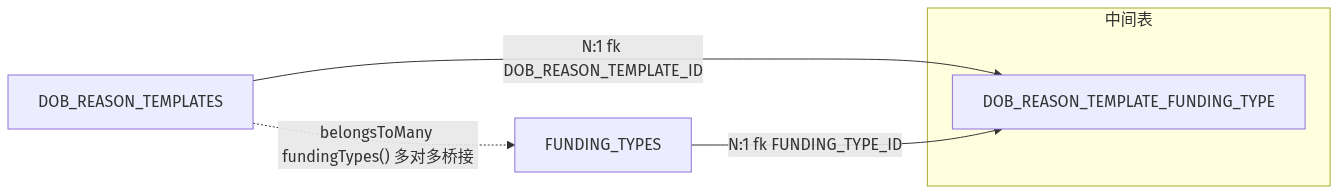 中间表
N:1 fk
DOB_REASON_TEMPLATE_ID
DOB_REASON_TEMPLATES
DOB_REASON_TEMPLATE_FUNDING_TYPE
belongsToMany
fundingTypes() 多对多桥接
FUNDING_TYPES
N:1 fk FUNDING_TYPE_ID